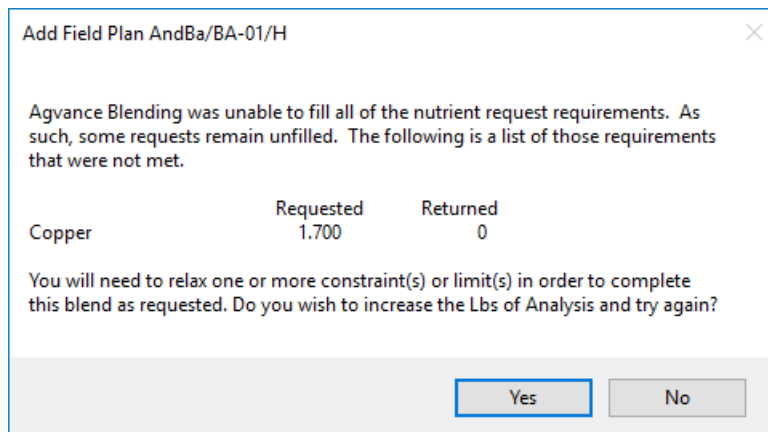 Add Field Plan AndBa/BA-01/H
Agvance Blending was unable to fill all of the nutrient request requirements. As
such, some requests remain unfilled. The following is a list of those requirements
that were not met.
Requested Returned
Copper 1.700 0
You will need to relax one or more constraint(s) or limit(s) in order to complete
this blend as requested. Do you wish to increase the Lbs of Analysis and try again?
Yes No